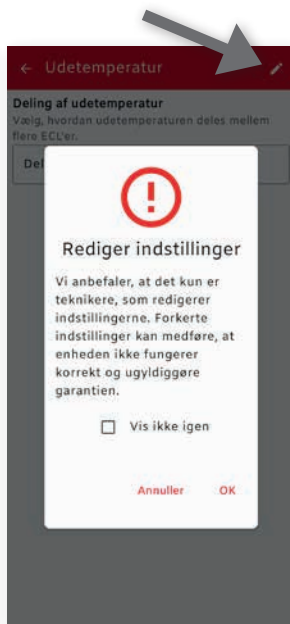 ← Udetemperatur
Deling af udetemperatur
Vælg, hvordan udetemperaturen deles mellem
flere ECL'er.
Del
Rediger indstillinger
Vi anbefaler, at det kun er
teknikere, som redigerer
indstillingerne. Forkerte
indstillinger kan medføre, at
enheden ikke fungerer
korrekt og ugyldiggøre
garantien.
Vis ikke igen
Annuller OK